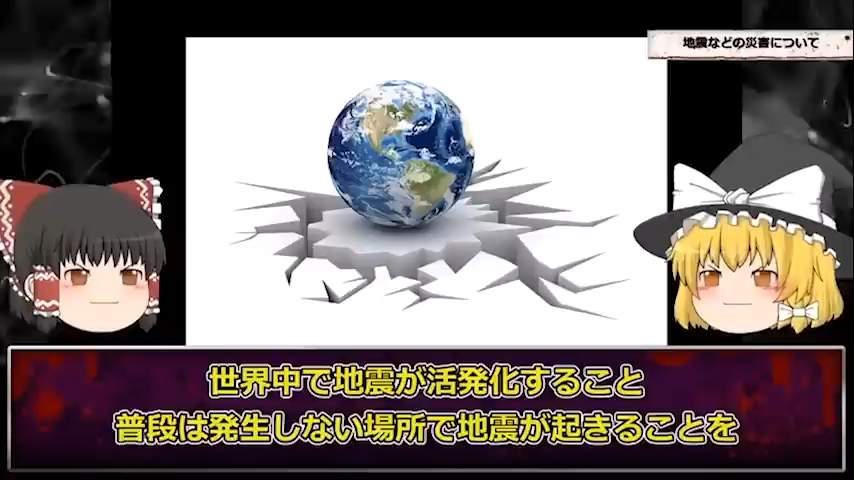 地震などの災害について
世界中で地震が活発化すること
普段は発生しない場所で地震が起きることを